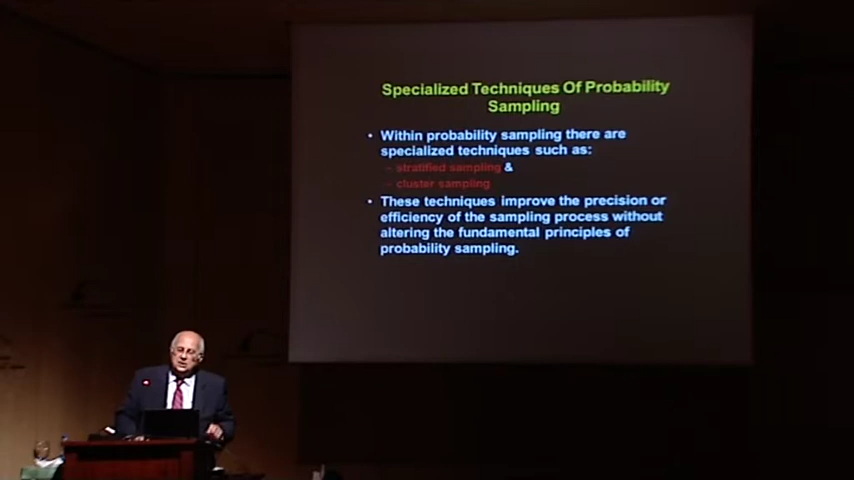 Specialized Techniques Of Probability
Sampling
• Within probability sampling there are
specialized techniques such as:
– stratified sampling &
– cluster sampling
• These techniques improve the precision or
efficiency of the sampling process without
altering the fundamental principles of
probability sampling.